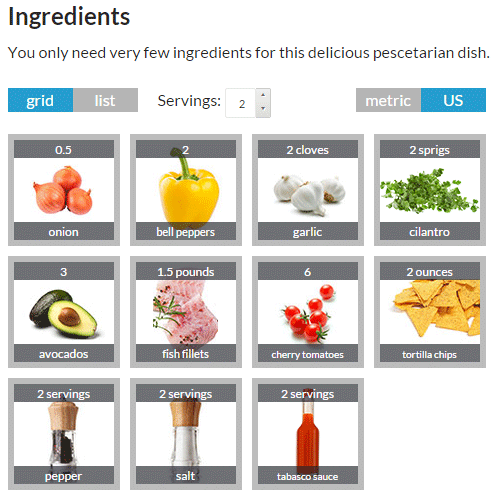 Ingredients
You only need very few ingredients for this delicious pescetarian dish.
grid list Servings: 2 metric US
0.5 2 2 cloves 2 sprigs
onion bell peppers garlic cilantro
3 1.5 pounds 6 2 ounces
avocados fish fillets cherry tomatoes tortilla chips
2 servings 2 servings 2 servings
pepper salt tabasco sauce